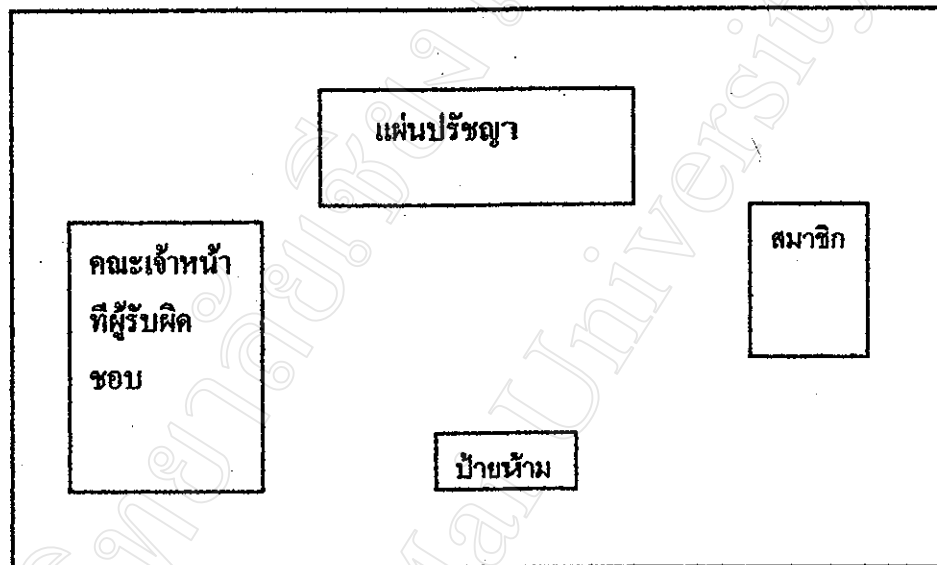 แผ่นปรัชญา
สมาชิก
คณะเจ้าหน้า
ที่ผู้รับผิด
ชอบ
ป้ายห้าม